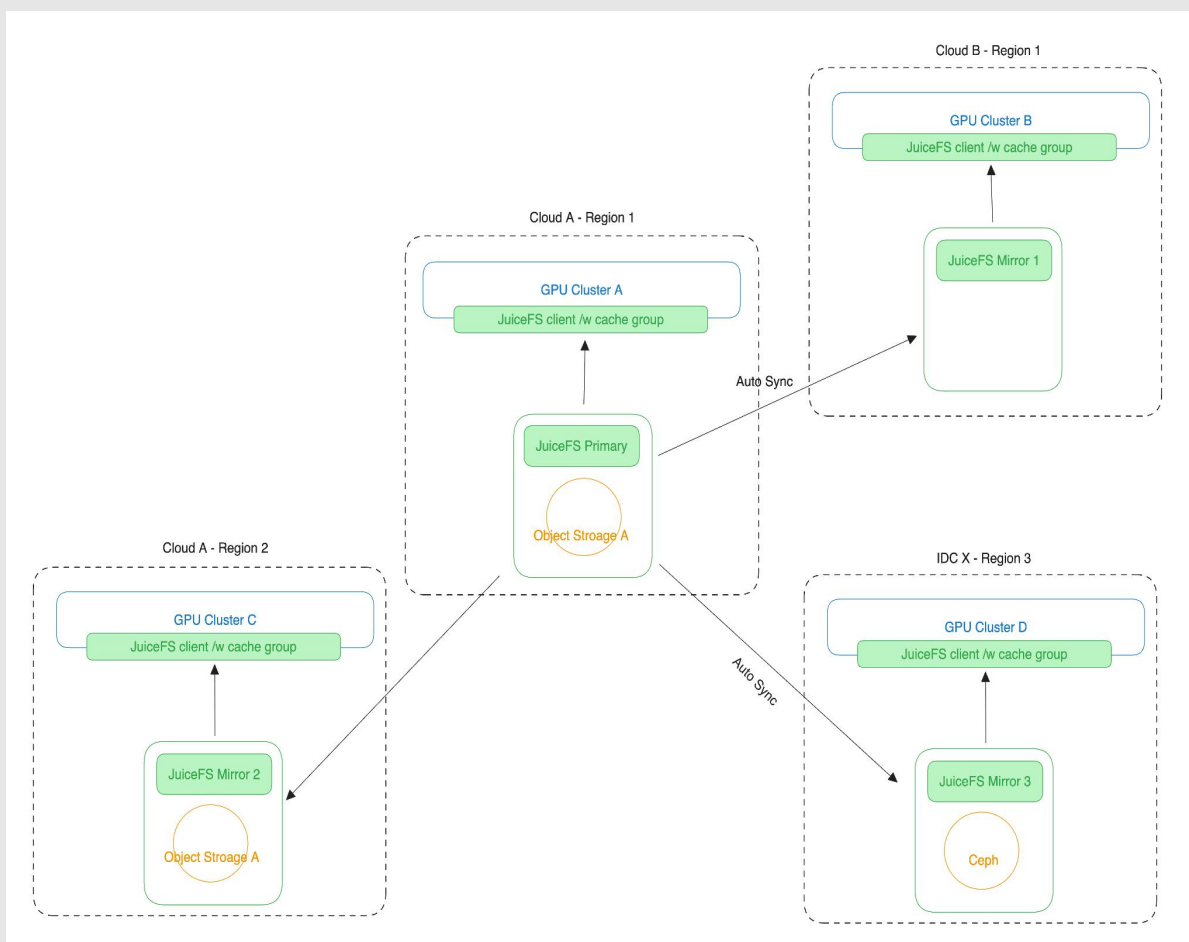 Cloud B - Region 1
GPU Cluster B
JuiceFS client /w cache group
JuiceFS Mirror 1
Cloud A - Region 1
GPU Cluster A
JuiceFS client /w cache group
Auto Sync
JuiceFS Primary
Object Stroage A
Cloud A - Region 2
GPU Cluster C
JuiceFS client /w cache group
JuiceFS Mirror 2
Object Stroage A
IDC X - Region 3
GPU Cluster D
JuiceFS client /w cache group
Auto Sync
JuiceFS Mirror 3
Ceph